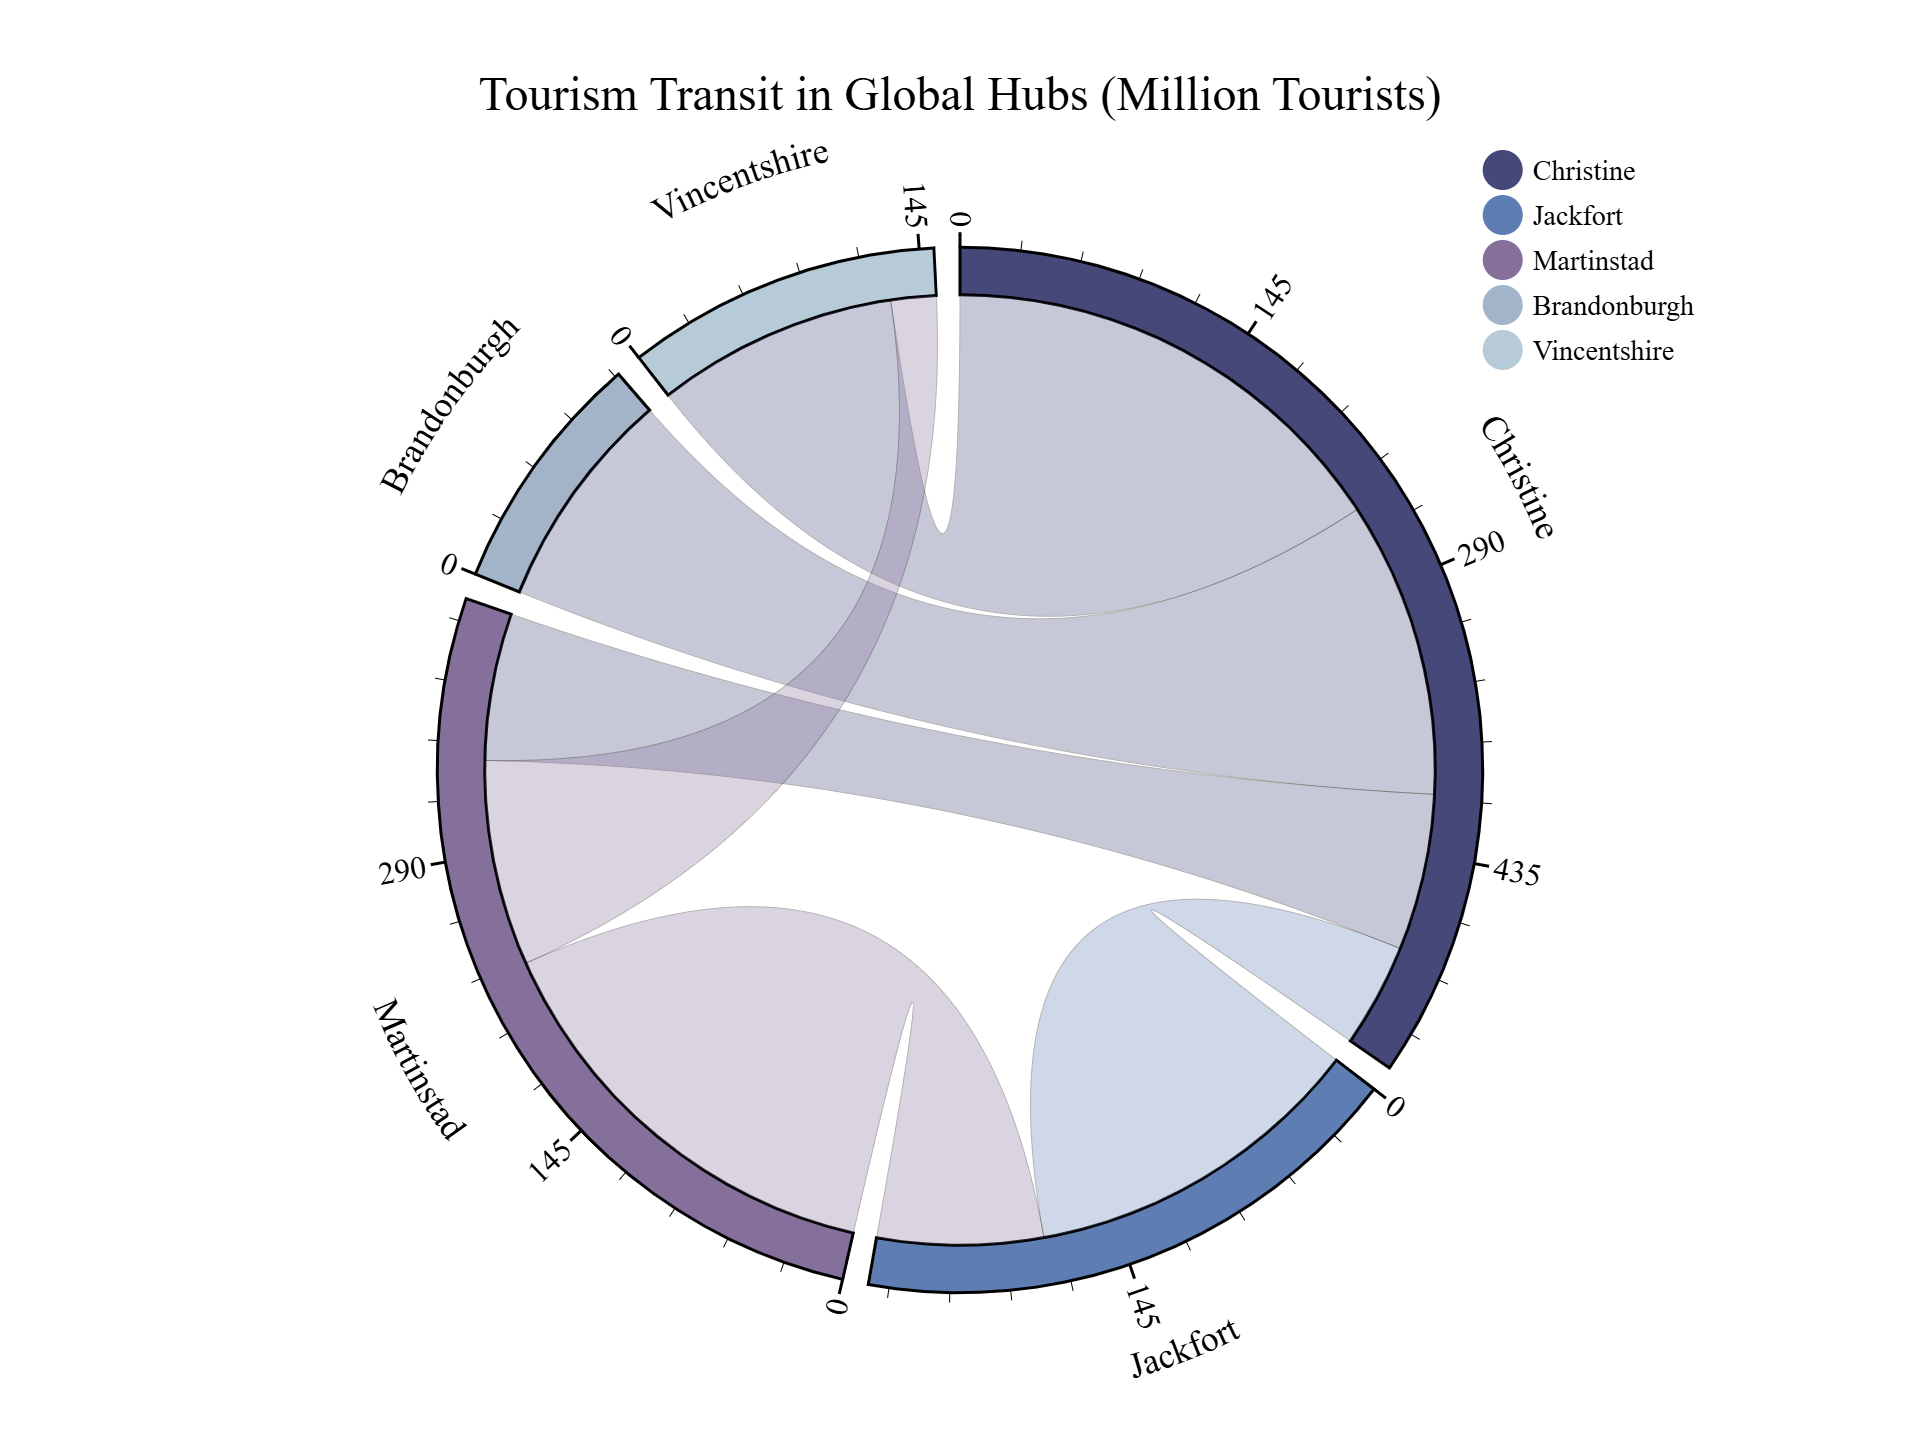 Tourism Transit in Global Hubs (Million Tourists)
Christine
Jackfort
Martinstad
Brandonburgh
Vincentshire
Christine
0
145
290
435
Jackfort
0
145
Martinstad
0
145
290
Brandonburgh
0
Vincentshire
0
145